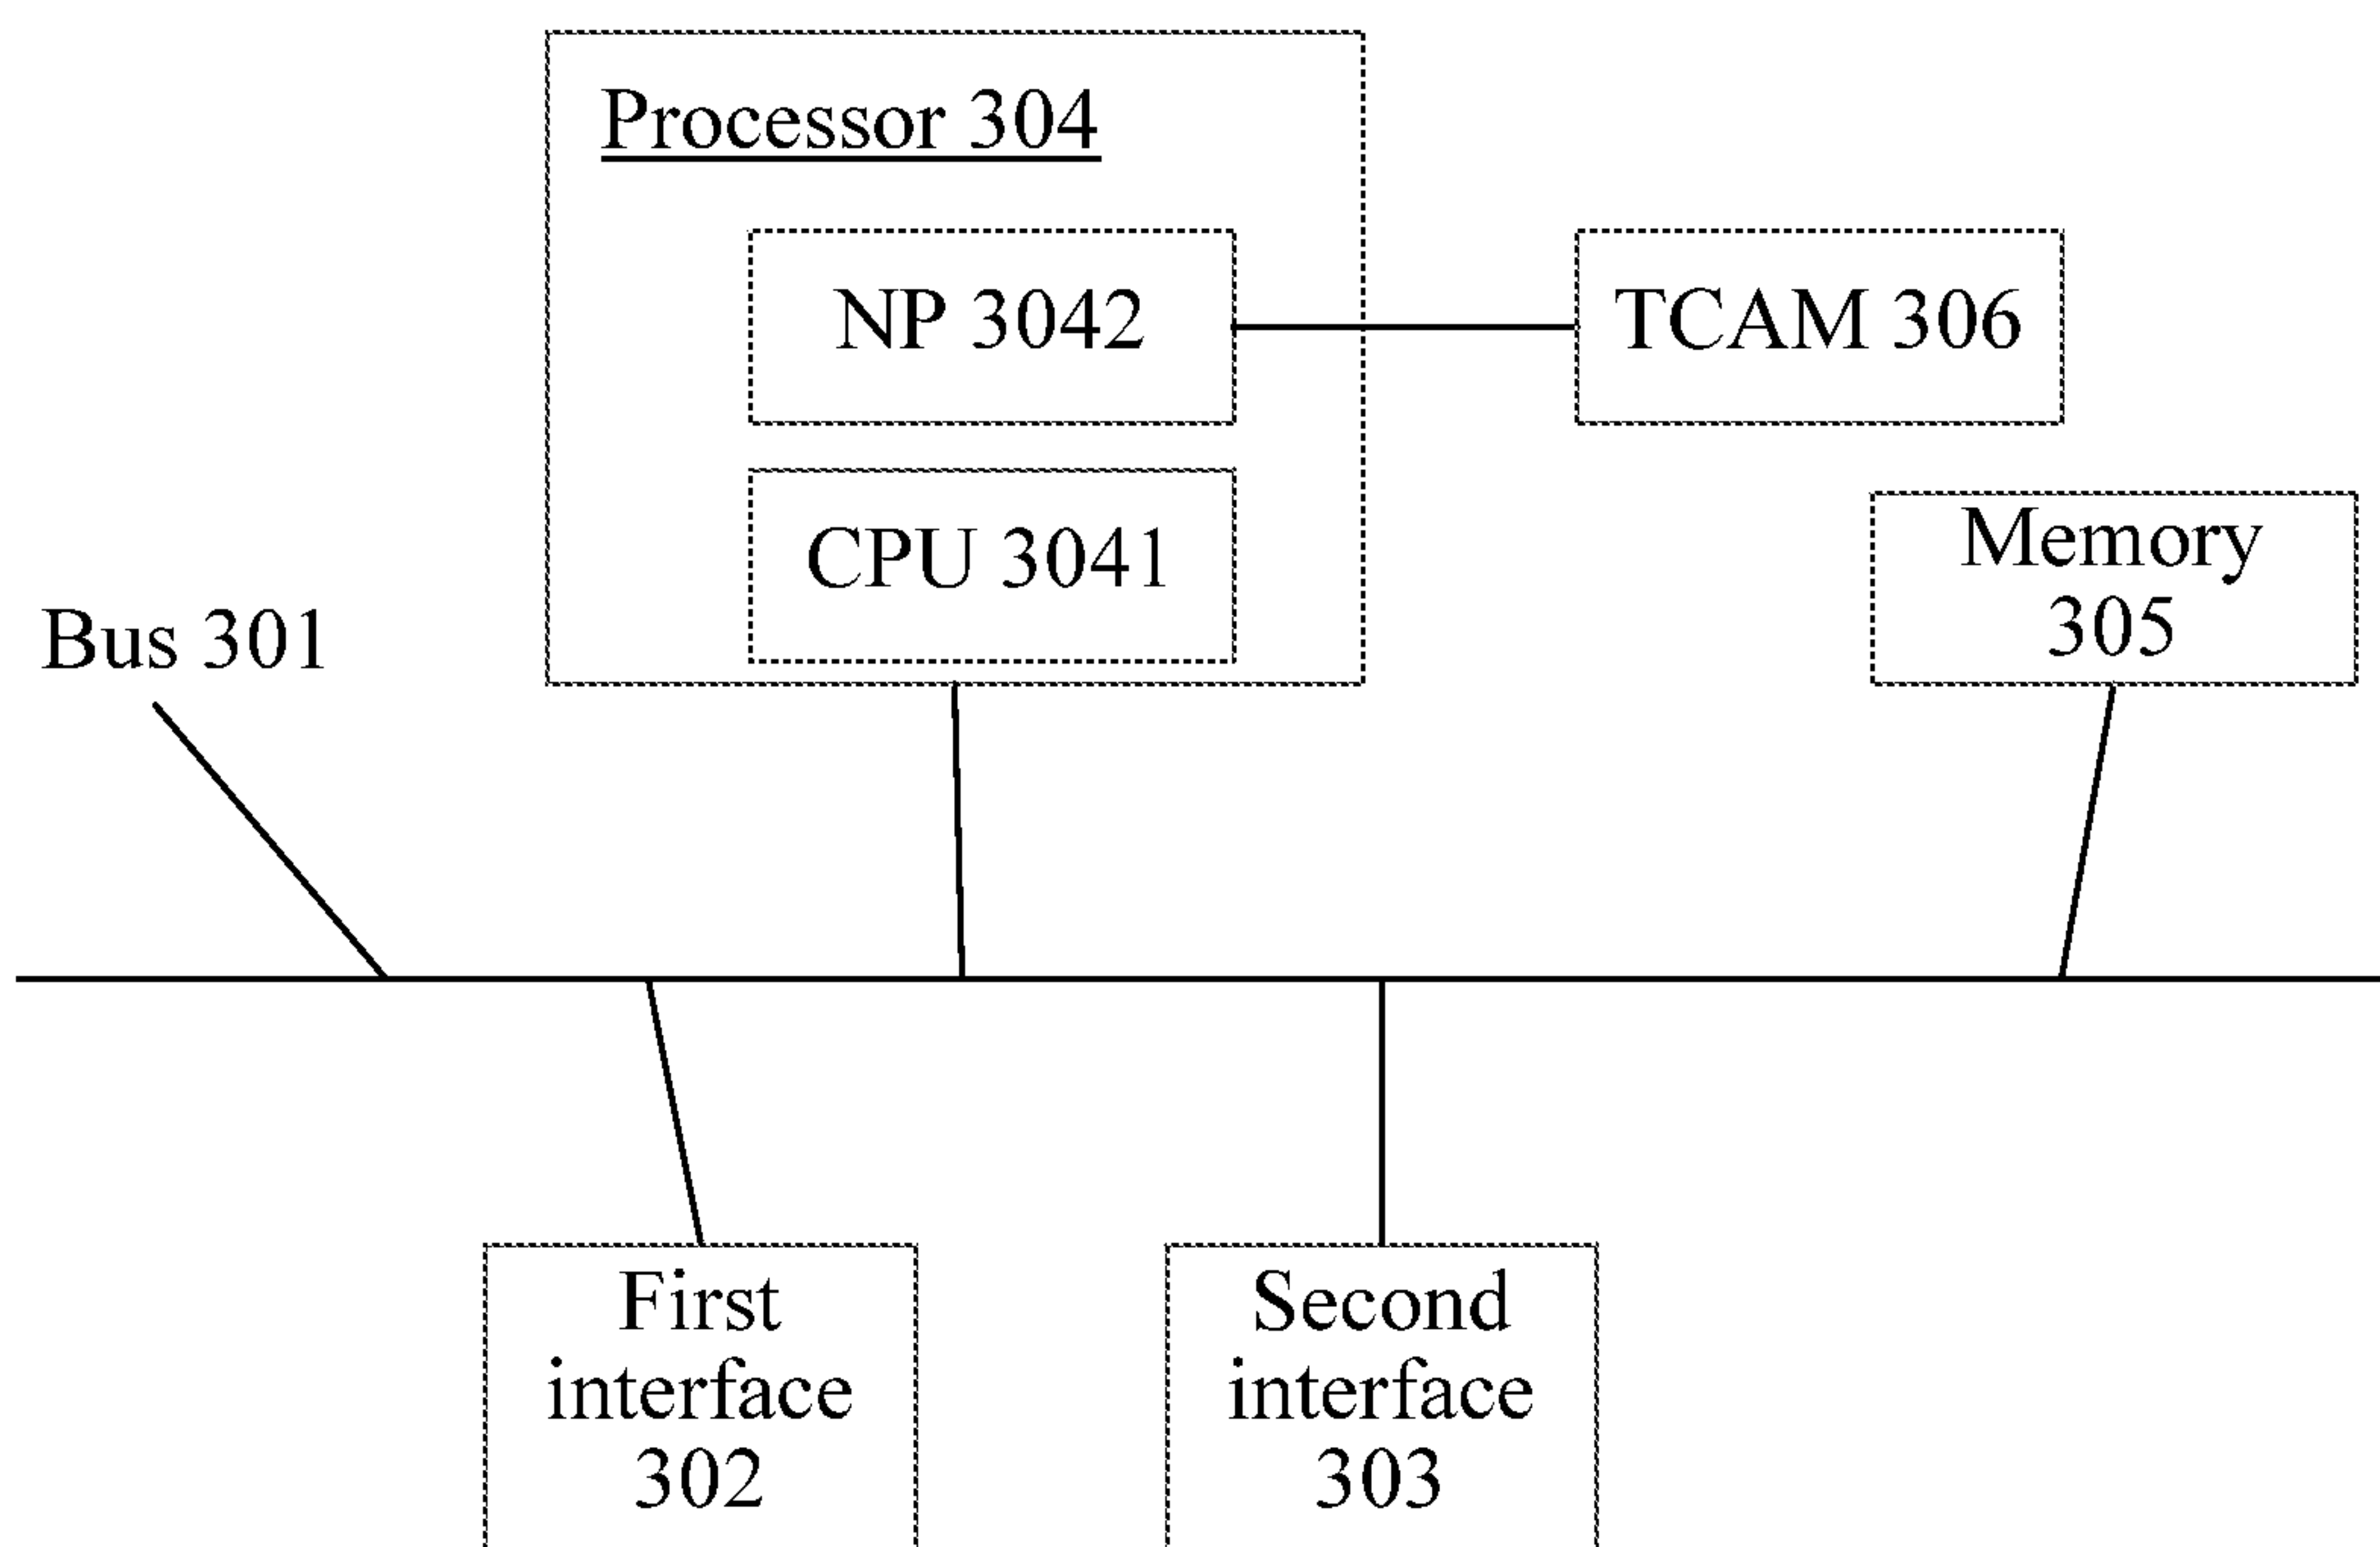 Processor 304
NP 3042
TCAM 306
CPU 3041
Memory
305
Bus 301
First
interface
302
Second
interface
303